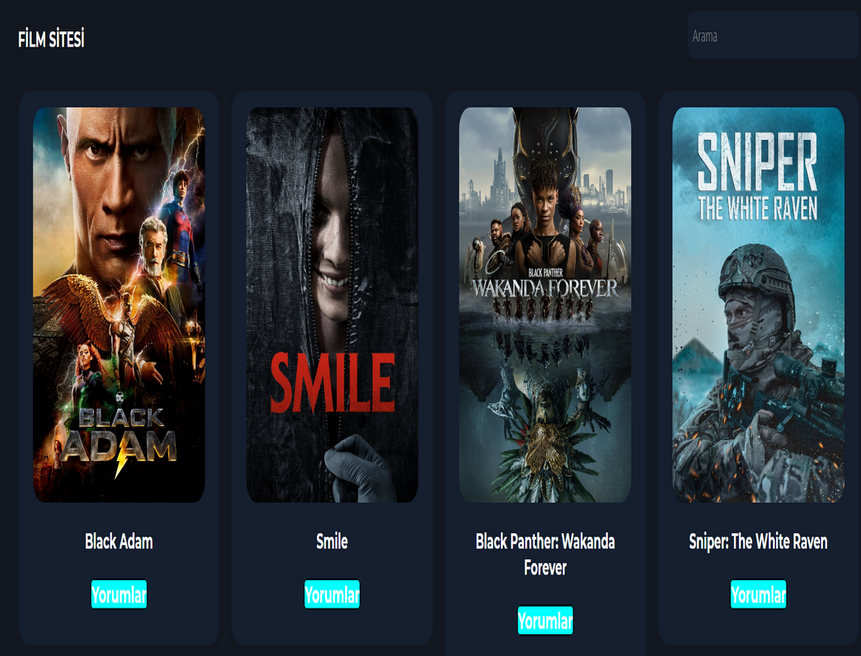 FİLM SİTESİ
Arama
DC
BLACK
ADAM
SMILE
BLACK PANTHER
WAKANDA FOREVER
SNIPER
THE WHITE RAVEN
Black Adam
Smile
Black Panther: Wakanda
Forever
Sniper: The White Raven
Yorumlar
Yorumlar
Yorumlar
Yorumlar